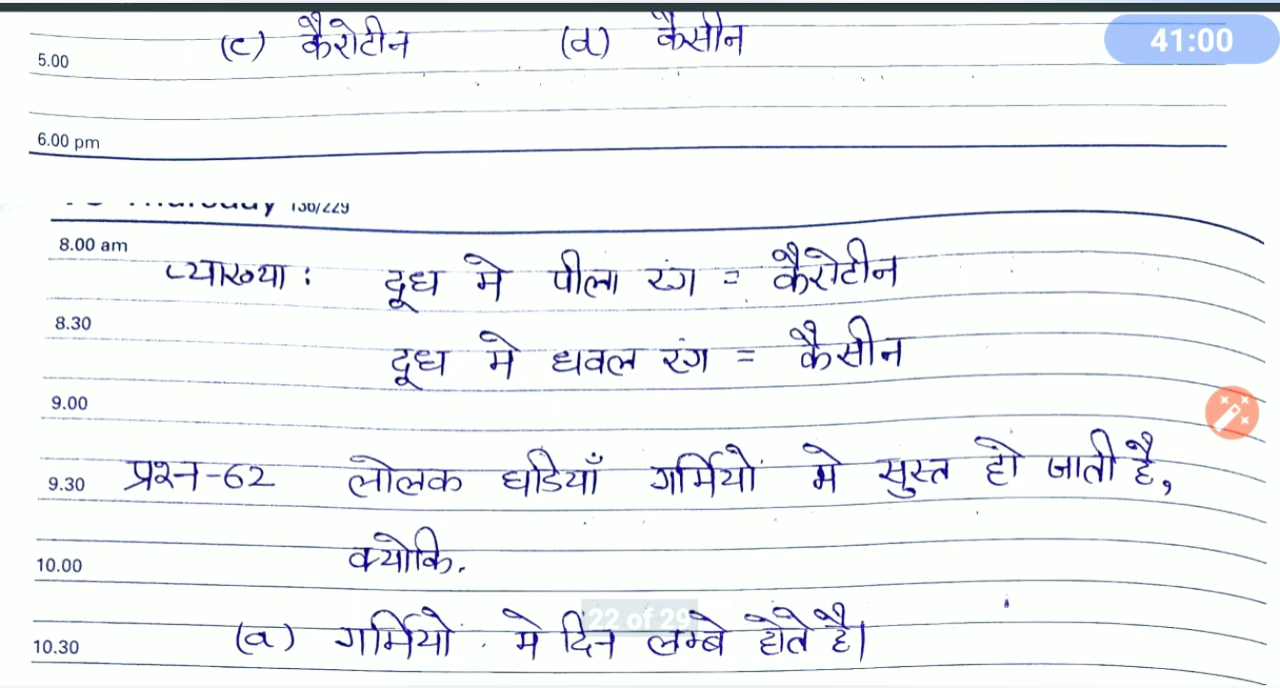 (c) कैरोटीन (d) कैसीन
41:00
5.00
6.00 pm
Thursday 136/229
8.00 am
व्याख्या : दूध मे पीला रंग = कैरोटीन
8.30
दूध मे धवल रंग = कैसीन
9.00
9.30 प्रश्न-62 लोलक घडियाँ गर्मियों मे सुस्त हो जाती है,
क्योकि.
10.00
22 of 29
10.30 (a) गर्मियो मे दिन लम्बे होते है।